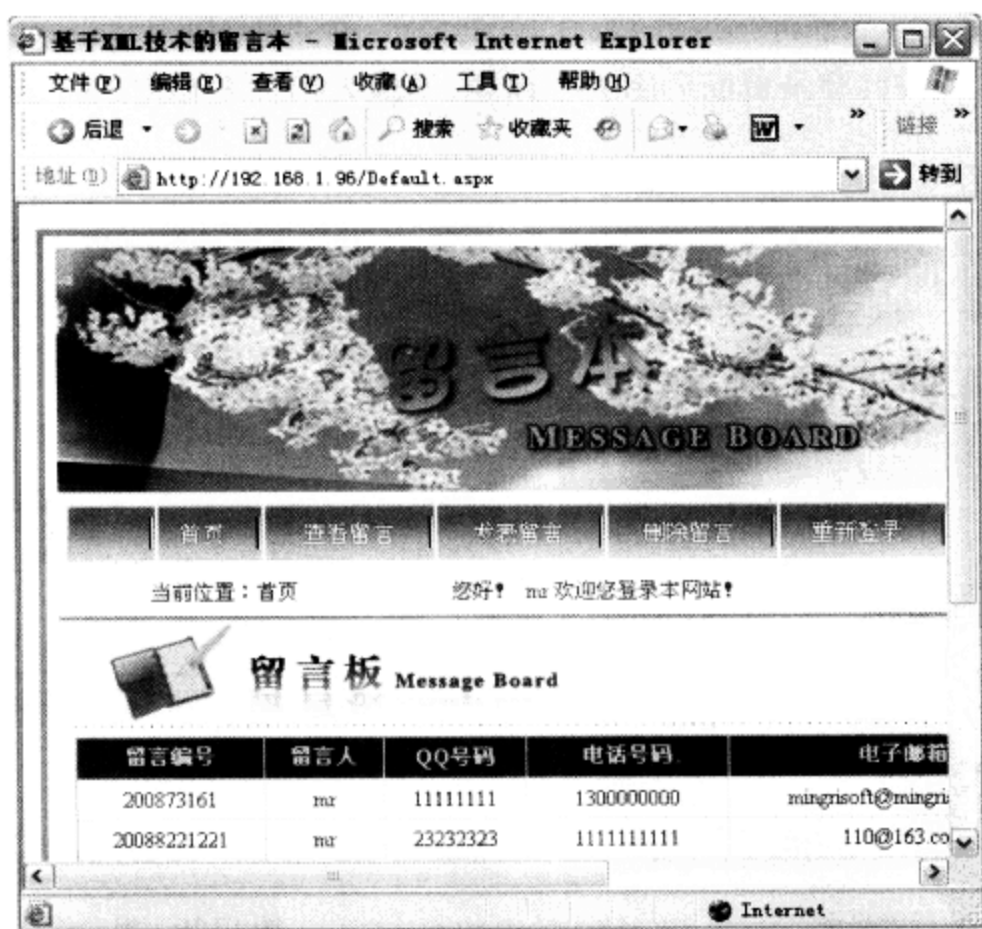 基于XML技术的留言本 - Microsoft Internet Explorer
文件(F) 编辑(E) 查看(V) 收藏(A) 工具(T) 帮助(H)
后退 搜索 收藏夹 W » 链接 »
地址(D) http://192.168.1.96/Default.aspx 转到
留言本
MESSAGE BOARD
首页 查看留言 发表留言 删除留言 重新登录
当前位置：首页 您好！ mr 欢迎您登录本网站！
留言板 Message Board
留言编号 留言人 QQ号码 电话号码 电子邮箱
200873161 mr 11111111 1300000000 mingrisoft@mingris
20088221221 mr 23232323 1111111111 110@163.co
Internet